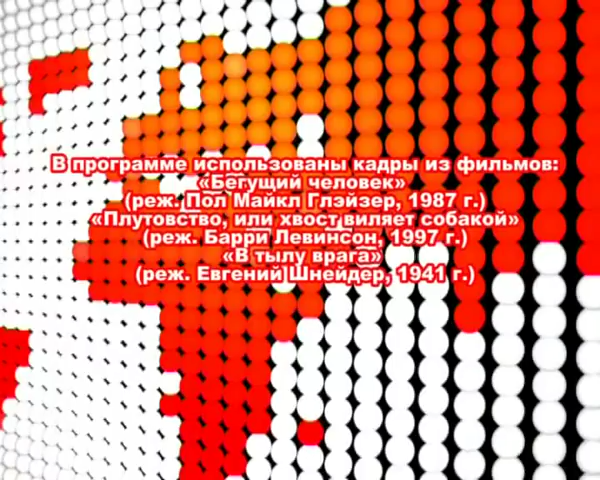 В программе использованы кадры из фильмов:
«Бегущий человек»
(реж. Пол Майкл Глэйзер, 1987 г.)
«Плутовство, или хвост виляет собакой»
(реж. Барри Левинсон, 1997 г.)
«В тылу врага»
(реж. Евгений Шнейдер, 1941 г.)